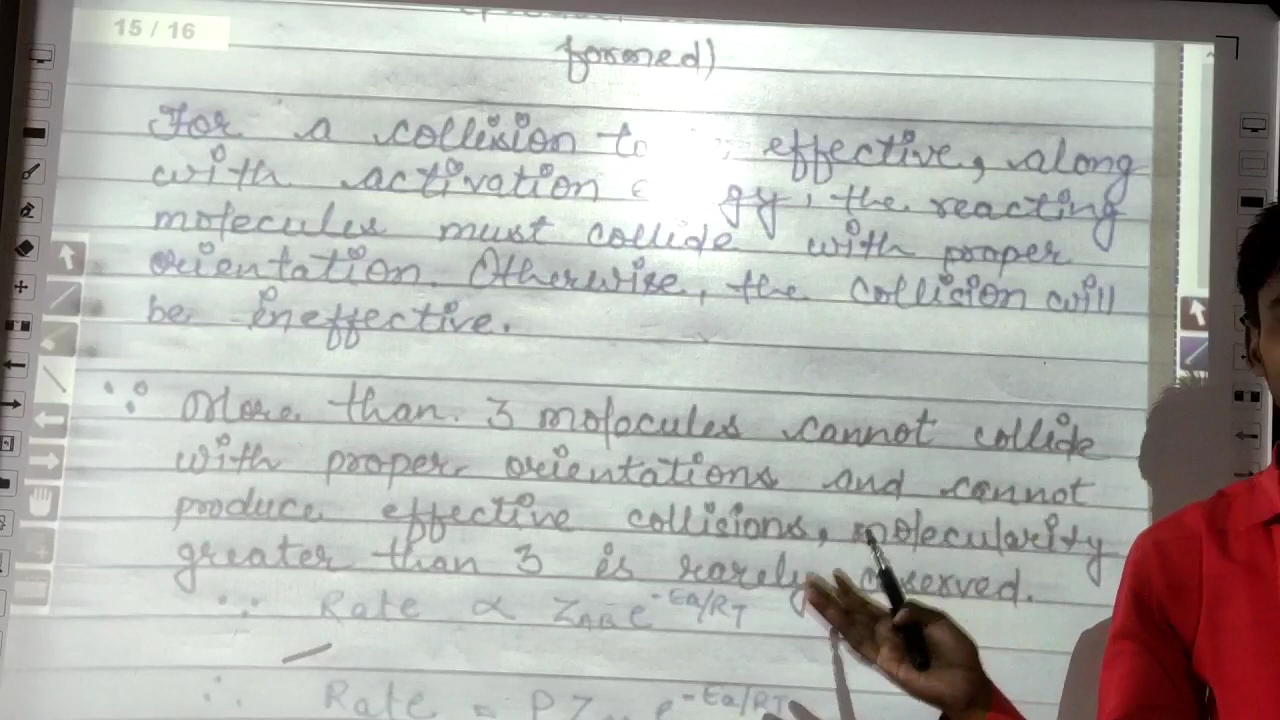 15 / 16
formed)
For a collision to effective, along
with activation gy, the reacting
molecules must collide with proper
orientation. Otherwise, the collision will
be ineffective.
∵ More than 3 molecules cannot collide
with proper orientations and cannot
produce effective collisions, molecularity
greater than 3 is rarely observed.
∵ Rate ∝ Z_AB e^-Ea/RT
∴ Rate = P Z e^-Ea/RT